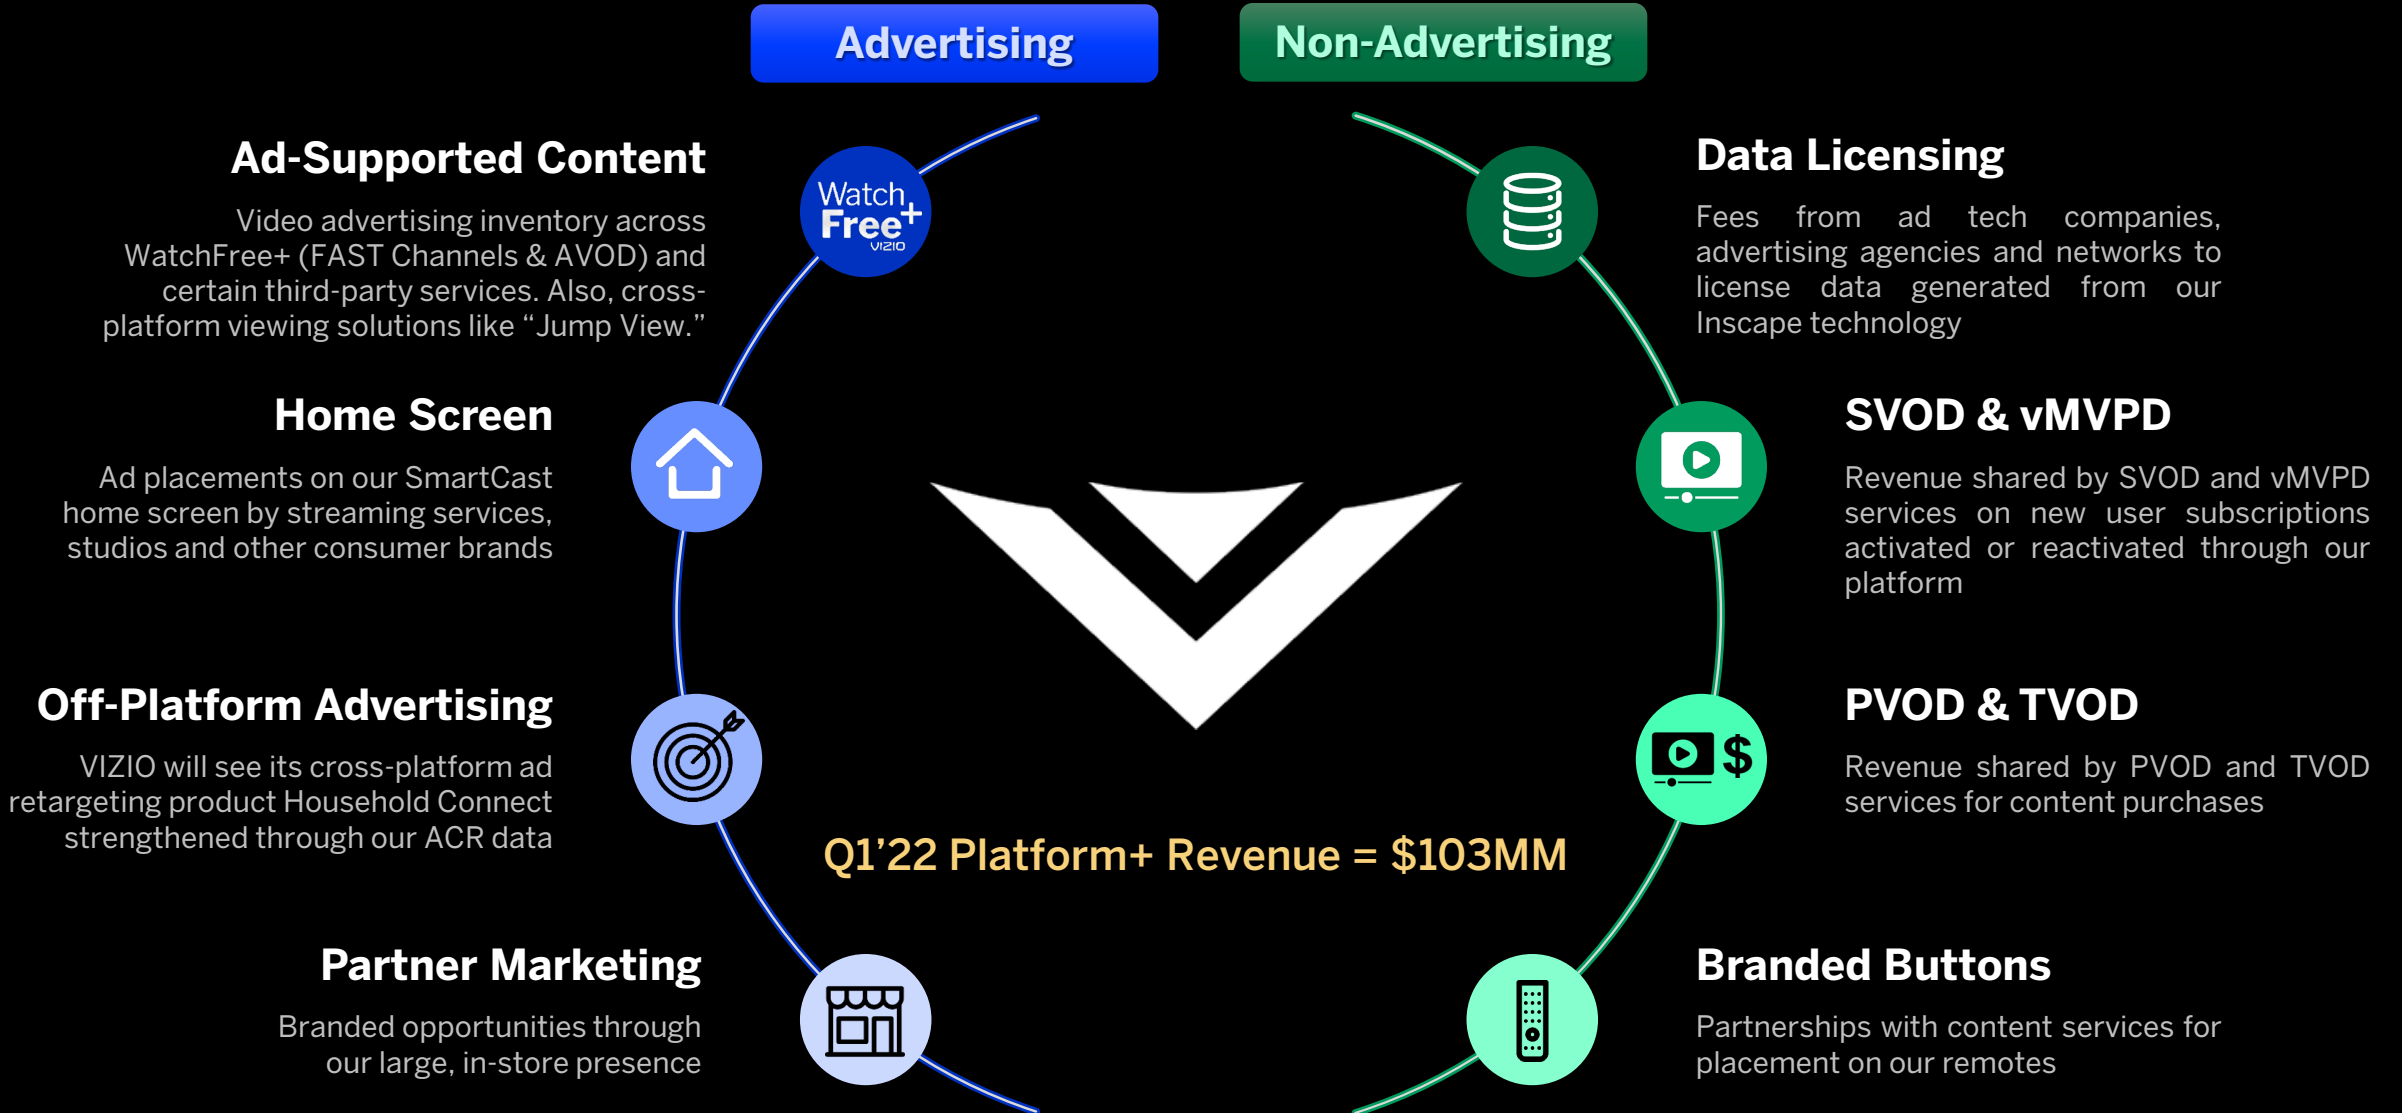 Advertising
Non-Advertising
Ad-Supported Content
Video advertising inventory across
WatchFree+ (FAST Channels & AVOD) and
certain third-party services. Also, cross-
platform viewing solutions like “Jump View.”
Watch
Free+
VIZIO
Home Screen
Ad placements on our SmartCast
home screen by streaming services,
studios and other consumer brands
Off-Platform Advertising
VIZIO will see its cross-platform ad
retargeting product Household Connect
strengthened through our ACR data
Partner Marketing
Branded opportunities through
our large, in-store presence
Q1’22 Platform+ Revenue = $103MM
Data Licensing
Fees from ad tech companies,
advertising agencies and networks to
license data generated from our
Inscape technology
SVOD & vMVPD
Revenue shared by SVOD and vMVPD
services on new user subscriptions
activated or reactivated through our
platform
PVOD & TVOD
Revenue shared by PVOD and TVOD
services for content purchases
$
Branded Buttons
Partnerships with content services for
placement on our remotes